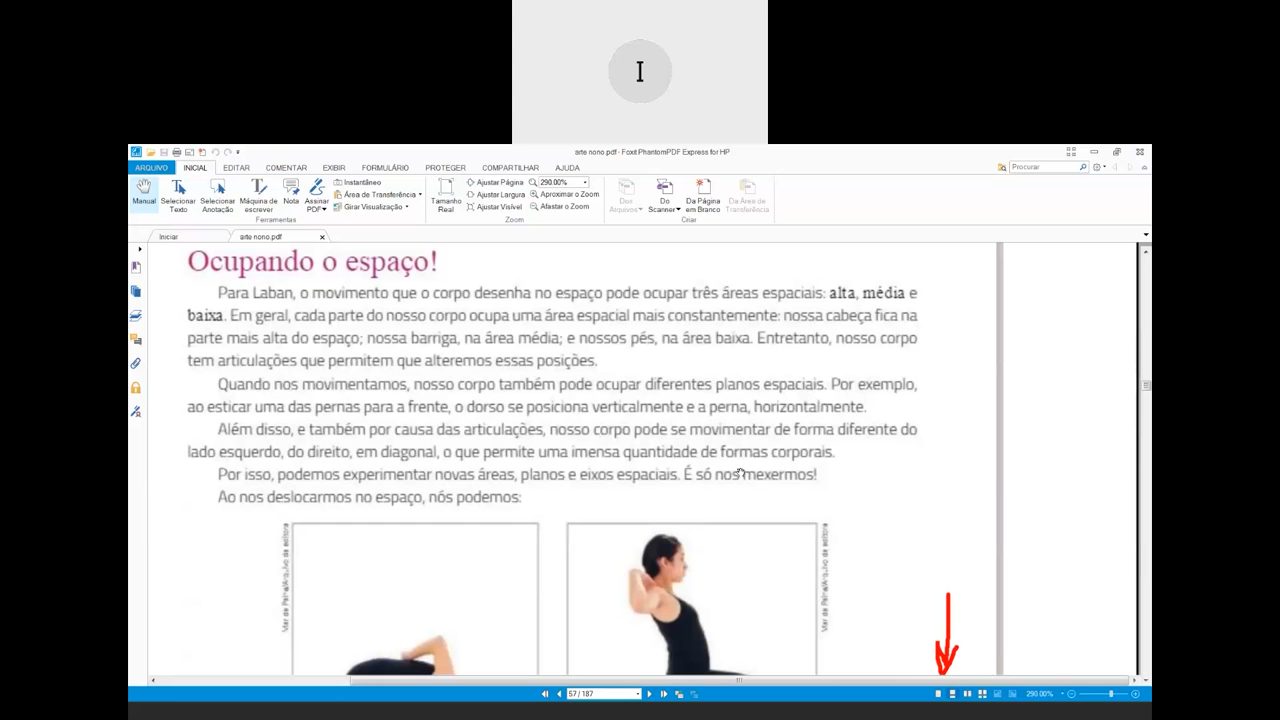 I
arte nono.pdf - Foxit PhantomPDF Express for HP
ARQUIVO INICIAL EDITAR COMENTAR EXIBIR FORMULÁRIO PROTEGER COMPARTILHAR AJUDA
Procurar
Manual
Selecionar Texto
Selecionar Anotação
Máquina de escrever
Nota
Assinar PDF
Instantâneo
Área de Transferência
Girar Visualização
Ferramentas
Tamanho Real
Ajustar Página
Ajustar Largura
Ajustar Visível
290.00%
Aproximar o Zoom
Afastar o Zoom
Zoom
Dos Arquivos
Do Scanner
Da Página em Branco
Da Área de Transferência
Criar
Iniciar
arte nono.pdf
Ocupando o espaço!
Para Laban, o movimento que o corpo desenha no espaço pode ocupar três áreas espaciais: alta, média e
baixa. Em geral, cada parte do nosso corpo ocupa uma área espacial mais constantemente: nossa cabeça fica na
parte mais alta do espaço; nossa barriga, na área média; e nossos pés, na área baixa. Entretanto, nosso corpo
tem articulações que permitem que alteremos essas posições.
Quando nos movimentamos, nosso corpo também pode ocupar diferentes planos espaciais. Por exemplo,
ao esticar uma das pernas para a frente, o dorso se posiciona verticalmente e a perna, horizontalmente.
Além disso, e também por causa das articulações, nosso corpo pode se movimentar de forma diferente do
lado esquerdo, do direito, em diagonal, o que permite uma imensa quantidade de formas corporais.
Por isso, podemos experimentar novas áreas, planos e eixos espaciais. É só nos mexermos!
Ao nos deslocarmos no espaço, nós podemos:
57 / 187
290.00%